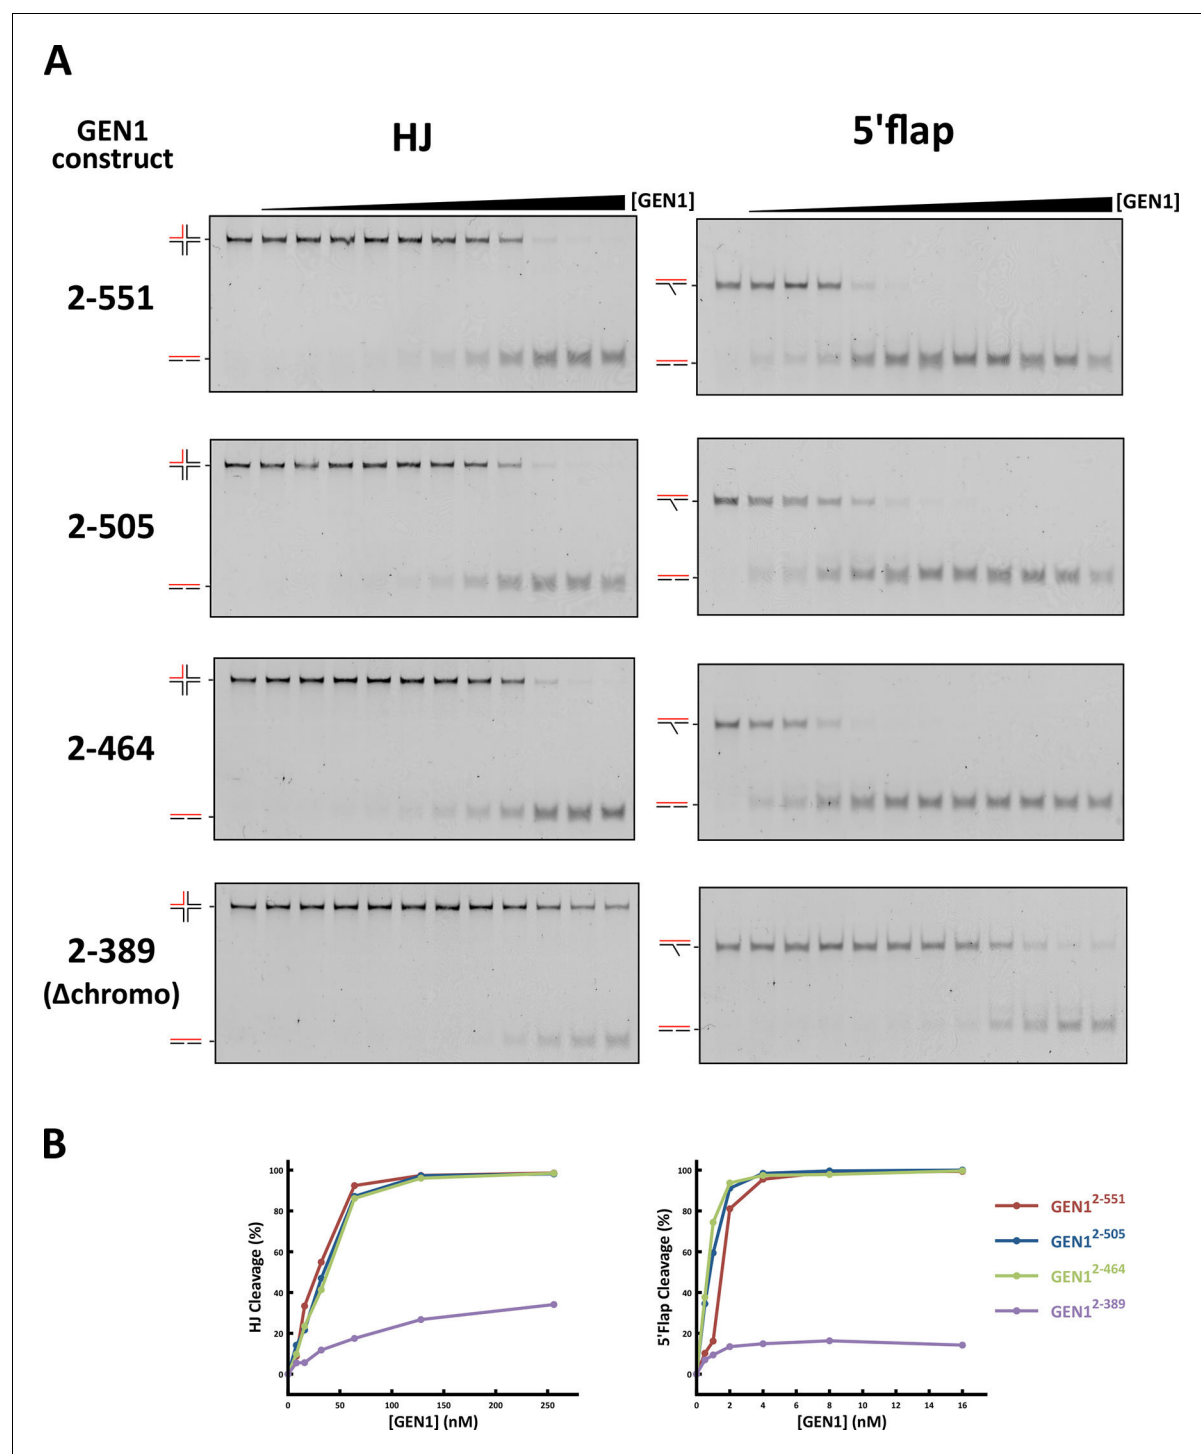 A
GEN1
construct
HJ
5'flap
[GEN1]
[GEN1]
2-551
2-505
2-464
2-389
(Δchromo)
B
HJ Cleavage (%)
100
80
60
40
20
0
0 50 100 150 200 250
[GEN1] (nM)
5'Flap Cleavage (%)
100
80
60
40
20
0
0 2 4 6 8 10 12 14 16
[GEN1] (nM)
GEN1 2-551
GEN1 2-505
GEN1 2-464
GEN1 2-389